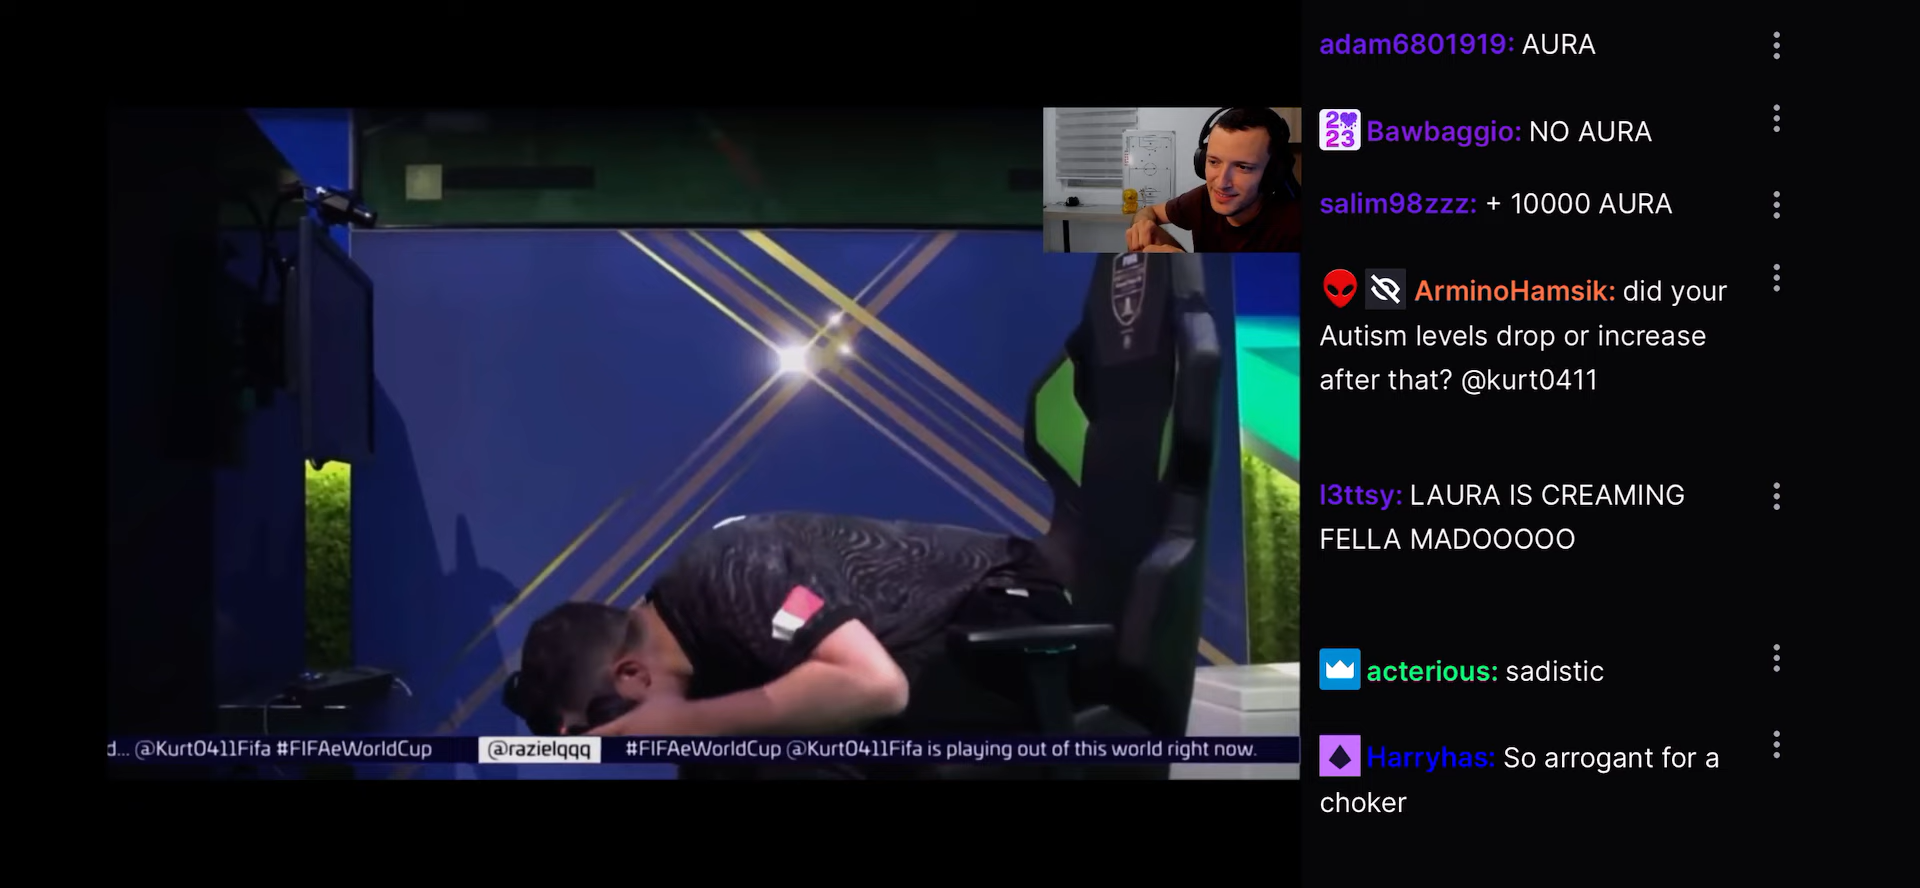 adam6801919: AURA
2023 Bawbaggio: NO AURA
salim98zzz: + 10000 AURA
ArminoHamsik: did your
Autism levels drop or increase
after that? @kurt0411
l3ttsy: LAURA IS CREAMING
FELLA MADOOOOO
acterious: sadistic
Harryhas: So arrogant for a
choker
d... @Kurt0411Fifa #FIFAeWorldCup @razielqqq #FIFAeWorldCup @Kurt0411Fifa is playing out of this world right now.